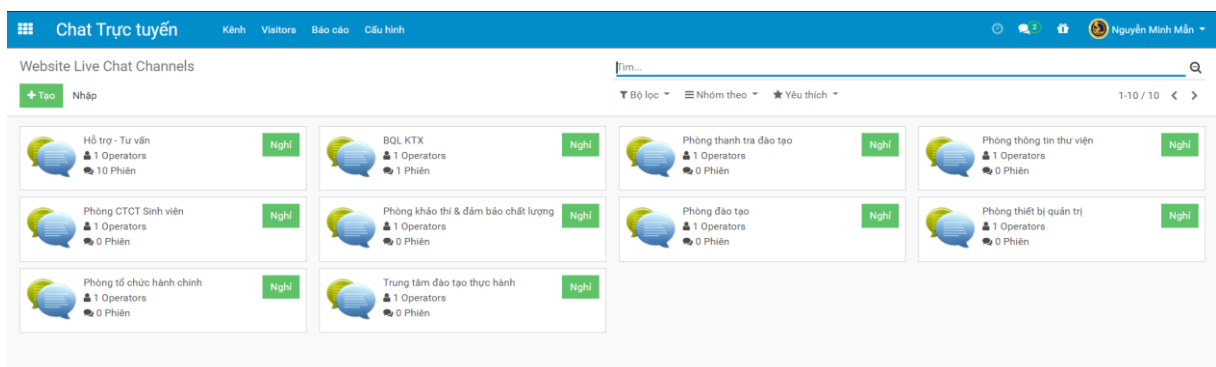 Chat Trực tuyến Kênh Visitors Báo cáo Cấu hình 2 Nguyễn Minh Mẫn
Website Live Chat Channels Tìm...
+ Tạo Nhập Bộ lọc Nhóm theo Yêu thích 1-10 / 10
Hỗ trợ - Tư vấn Nghỉ
1 Operators
10 Phiên
BQL KTX Nghỉ
1 Operators
1 Phiên
Phòng thanh tra đào tạo Nghỉ
1 Operators
0 Phiên
Phòng thông tin thư viện Nghỉ
1 Operators
0 Phiên
Phòng CTCT Sinh viên Nghỉ
1 Operators
0 Phiên
Phòng khảo thí & đảm bảo chất lượng Nghỉ
1 Operators
0 Phiên
Phòng đào tạo Nghỉ
1 Operators
0 Phiên
Phòng thiết bị quản trị Nghỉ
1 Operators
0 Phiên
Phòng tổ chức hành chính Nghỉ
1 Operators
0 Phiên
Trung tâm đào tạo thực hành Nghỉ
1 Operators
0 Phiên